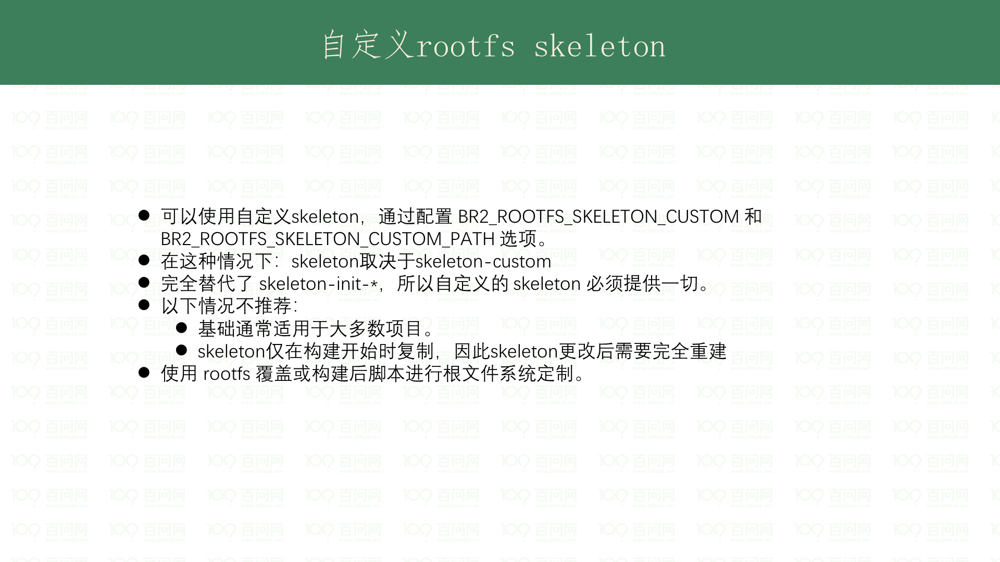 自定义rootfs skeleton
可以使用自定义skeleton，通过配置 BR2_ROOTFS_SKELETON_CUSTOM 和
BR2_ROOTFS_SKELETON_CUSTOM_PATH 选项。
在这种情况下：skeleton取决于skeleton-custom
完全替代了 skeleton-init-*，所以自定义的 skeleton 必须提供一切。
以下情况不推荐：
基础通常适用于大多数项目。
skeleton仅在构建开始时复制，因此skeleton更改后需要完全重建
使用 rootfs 覆盖或构建后脚本进行根文件系统定制。
百问网
www.100ask.net